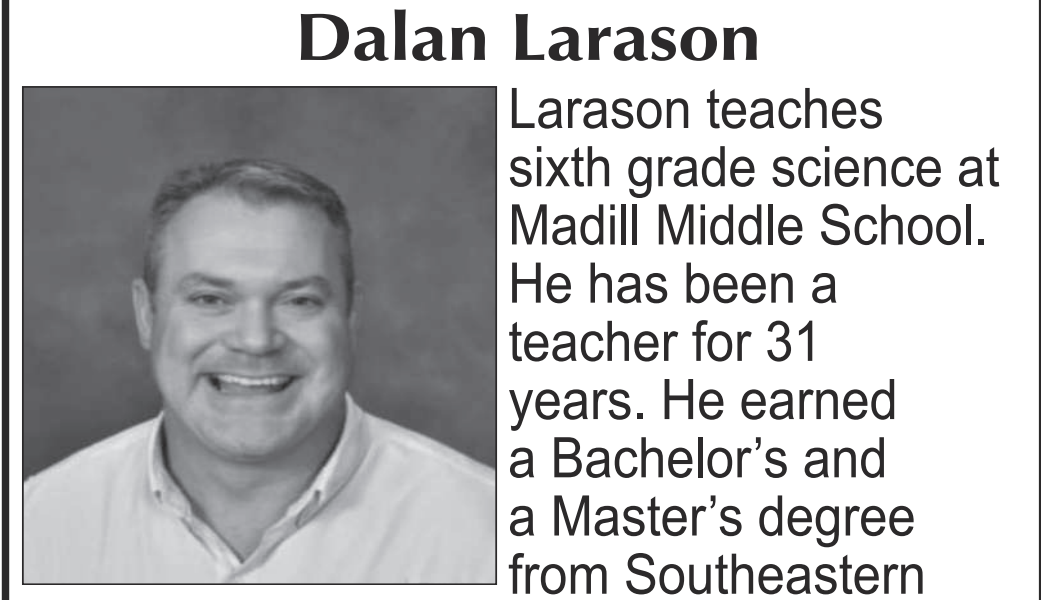 Dalan Larason
Larason teaches
sixth grade science at
Madill Middle School.
He has been a
teacher for 31
years. He earned
a Bachelor’s and
a Master’s degree
from Southeastern